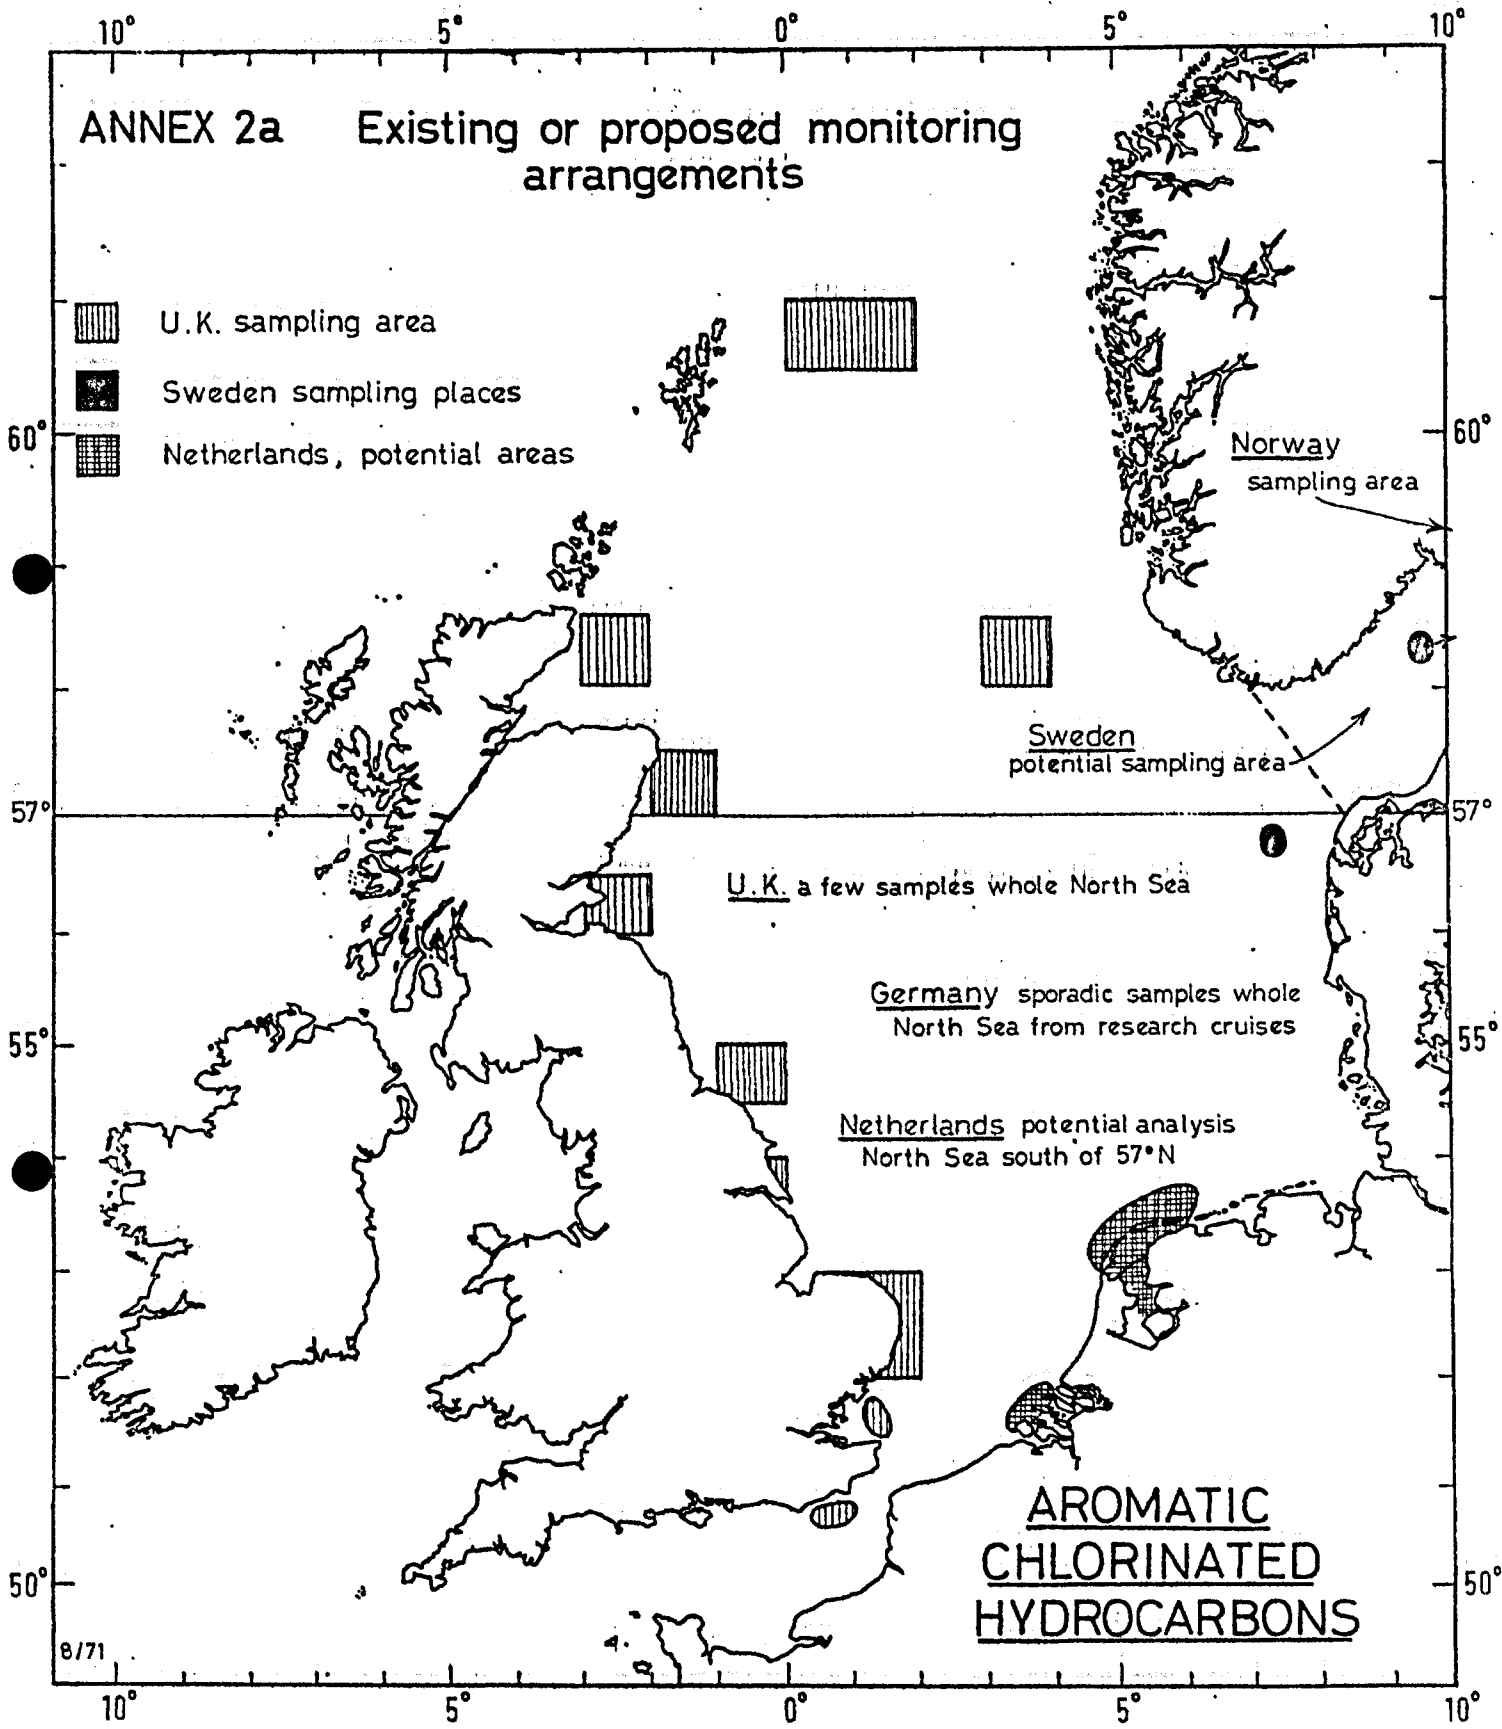 10° 5° 0° 5° 10°
ANNEX 2a Existing or proposed monitoring
arrangements
U.K. sampling area
Sweden sampling places
60° 60°
Netherlands, potential areas
Norway
sampling area
Sweden
potential sampling area
57° 57°
U.K. a few samples whole North Sea
Germany sporadic samples whole
North Sea from research cruises
55° 55°
Netherlands potential analysis
North Sea south of 57°N
AROMATIC
CHLORINATED
HYDROCARBONS
50° 50°
8/71
10° 5° 0° 5° 10°